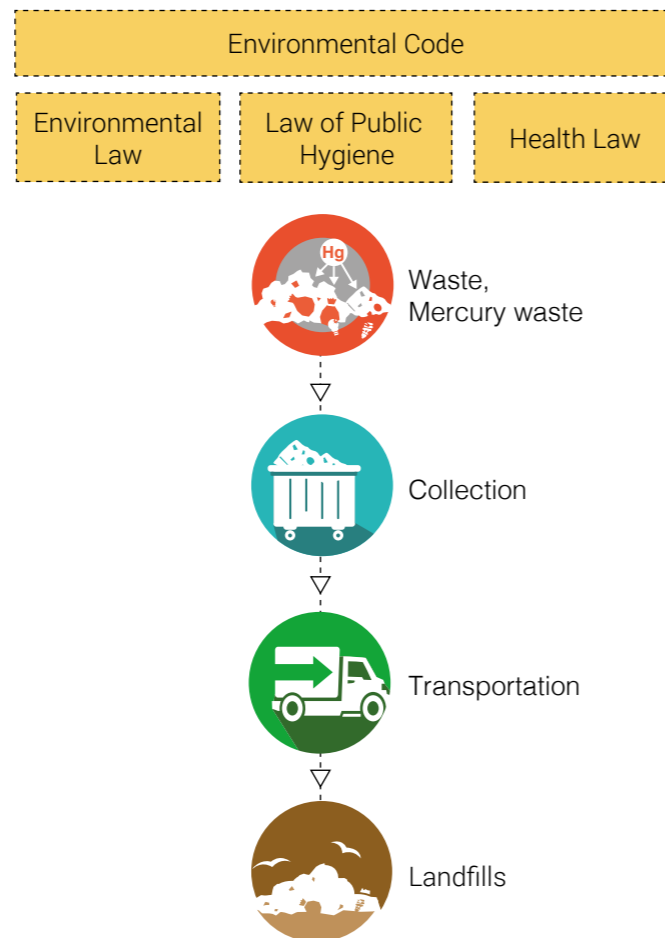 Environmental Code
Environmental
Law
Law of Public
Hygiene
Health Law
Hg
Waste,
Mercury waste
Collection
Transportation
Landfills